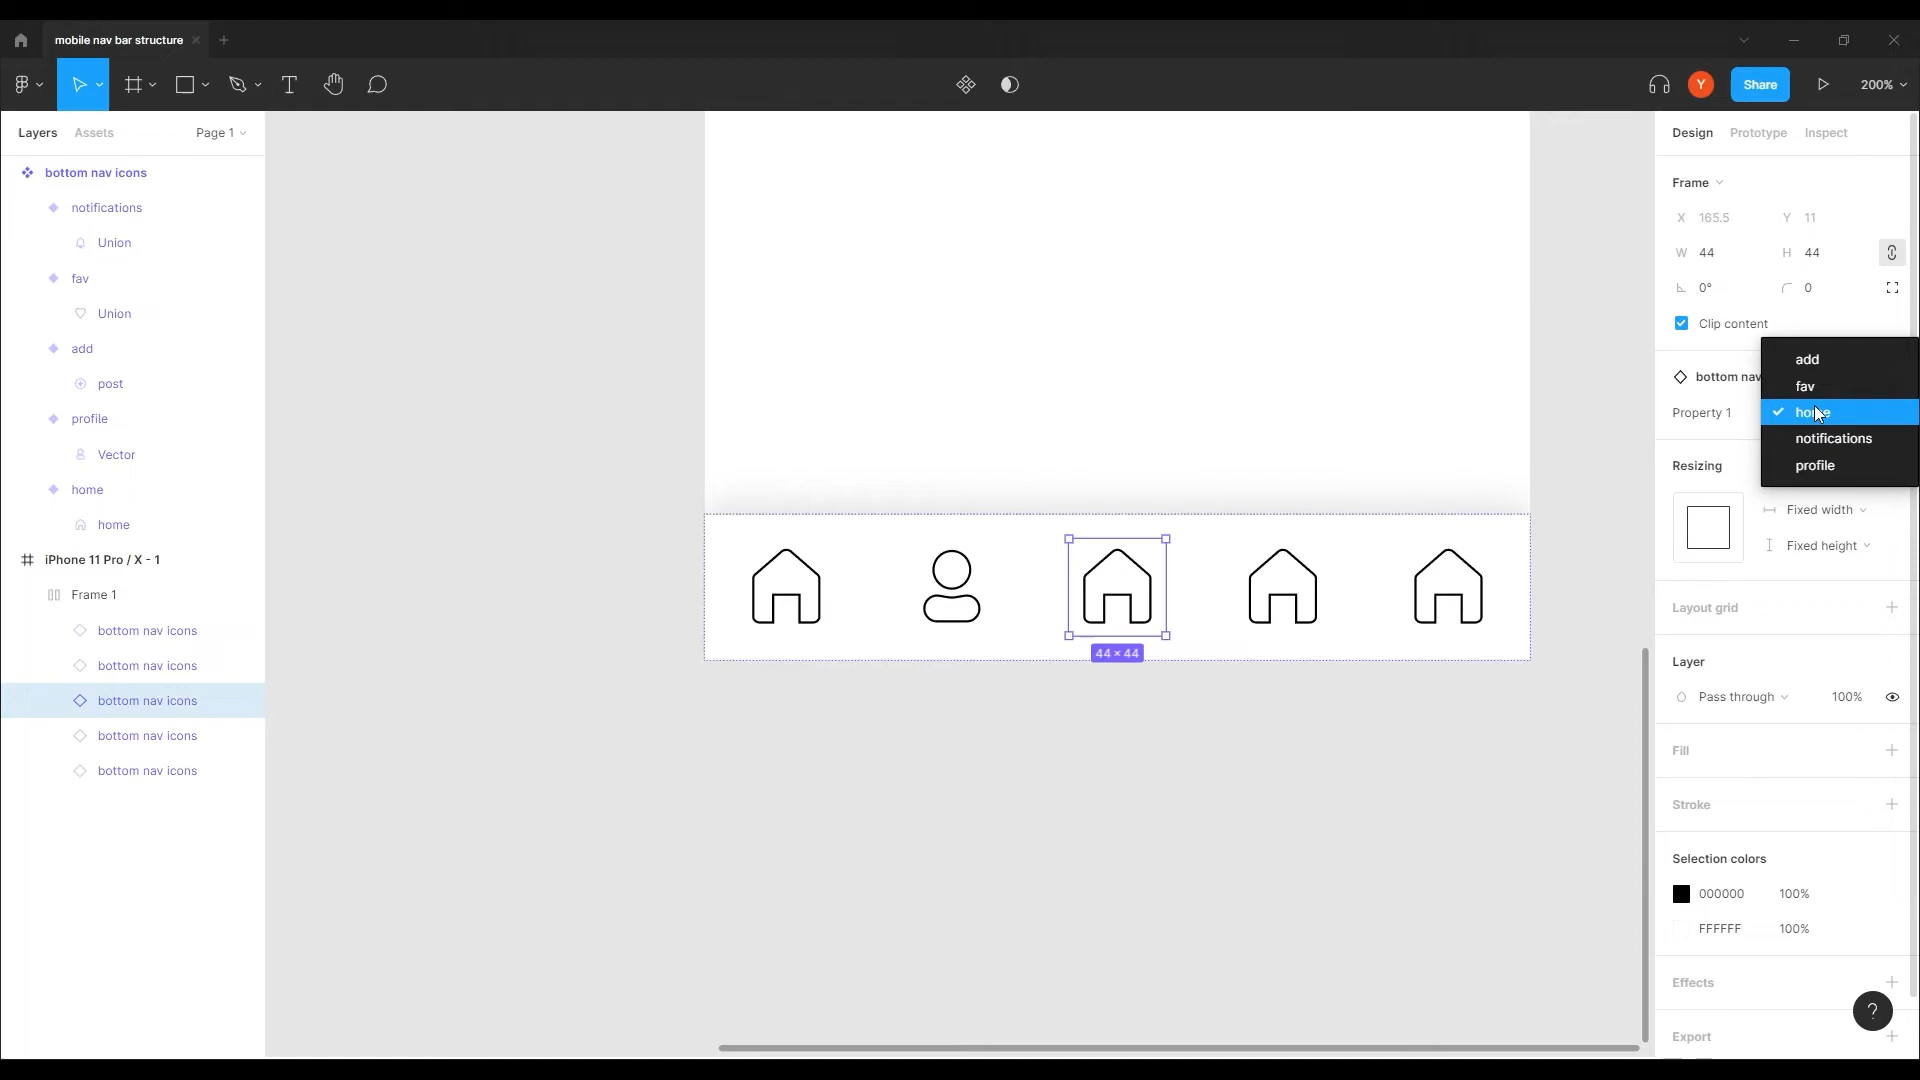 mobile nav bar structure
Y
Share
200%
Layers
Assets
Page 1
bottom nav icons
notifications
Union
fav
Union
add
post
profile
Vector
home
home
iPhone 11 Pro / X - 1
Frame 1
bottom nav icons
bottom nav icons
bottom nav icons
bottom nav icons
bottom nav icons
44 × 44
Design
Prototype
Inspect
Frame
X 165.5
Y 11
W 44
H 44
0°
0
Clip content
bottom nav
Property 1
add
fav
home
notifications
profile
Resizing
Fixed width
Fixed height
Layout grid
Layer
Pass through
100%
Fill
Stroke
Selection colors
000000 100%
FFFFFF 100%
Effects
?
Export